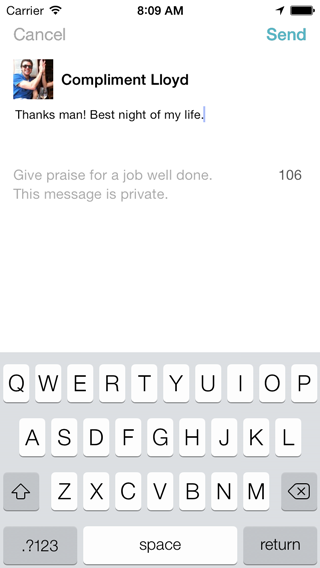 Carrier 8:09 AM
Cancel Send
Compliment Lloyd
Thanks man! Best night of my life.
Give praise for a job well done. 106
This message is private.
Q W E R T Y U I O P
A S D F G H J K L
Z X C V B N M
.?123 space return